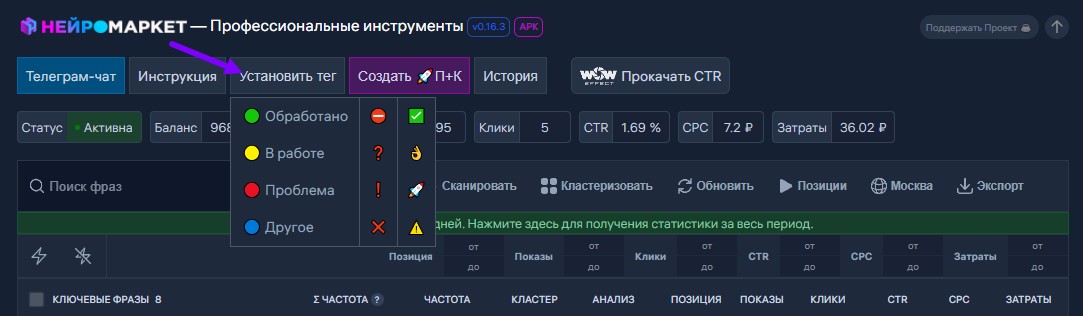 НЕЙРОМАРКЕТ — Профессиональные инструменты v0.16.3 APK Поддержать Проект
Телеграм-чат Инструкция Установить тег Создать П+К История WOW EFFECT Прокачать CTR
Статус Активна Баланс 968 95 Клики 5 CTR 1.69 % CPC 7.2 ₽ Затраты 36.02 ₽
Обработано
В работе
Проблема
Другое
Поиск фраз Сканировать Кластеризовать Обновить Позиции Москва Экспорт
дней. Нажмите здесь для получения статистики за весь период.
Позиция от до Показы от до Клики от до CTR от до CPC от до Затраты от до
КЛЮЧЕВЫЕ ФРАЗЫ 8 Σ ЧАСТОТА ? ЧАСТОТА КЛАСТЕР АНАЛИЗ ПОЗИЦИЯ ПОКАЗЫ КЛИКИ CTR CPC ЗАТРАТЫ